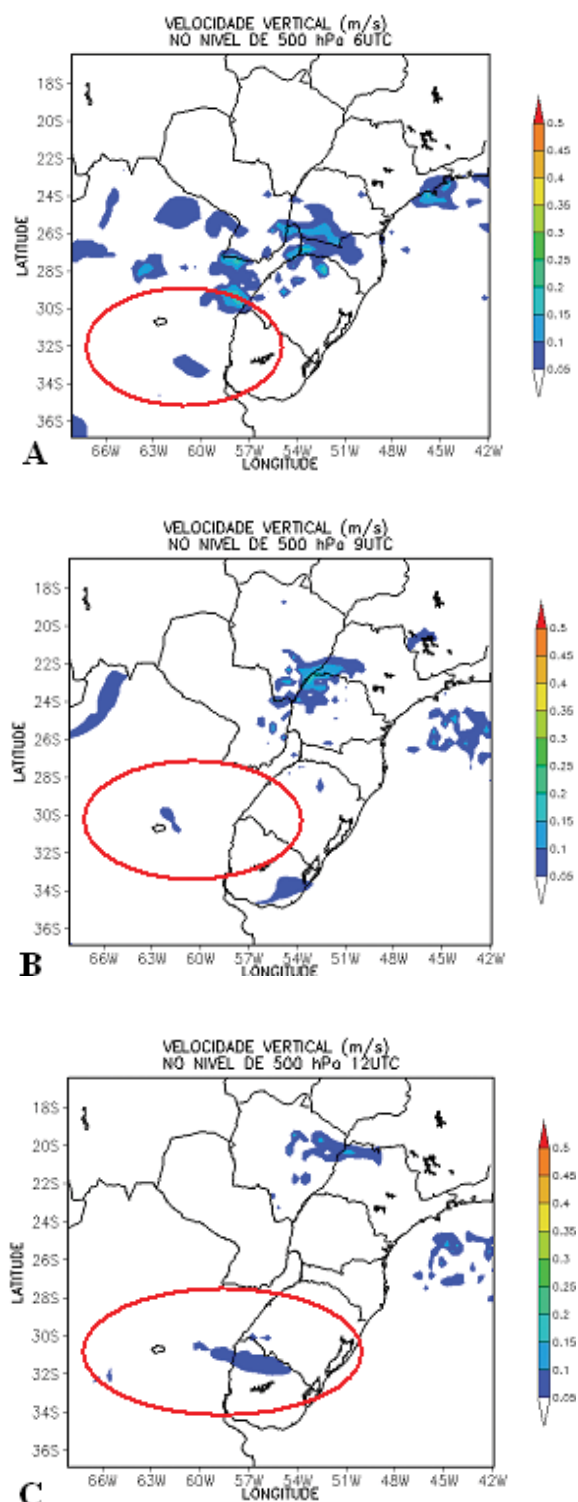 VELOCIDADE VERTICAL (m/s)
NO NIVEL DE 500 hPa 6UTC
LATITUDE
18S
20S
22S
24S
26S
28S
30S
32S
34S
36S
66W 63W 60W 57W 54W 51W 48W 45W 42W
LONGITUDE
0.5
0.45
0.4
0.35
0.3
0.25
0.2
0.15
0.1
0.05
A
VELOCIDADE VERTICAL (m/s)
NO NIVEL DE 500 hPa 9UTC
LATITUDE
18S
20S
22S
24S
26S
28S
30S
32S
34S
36S
66W 63W 60W 57W 54W 51W 48W 45W 42W
LONGITUDE
0.5
0.45
0.4
0.35
0.3
0.25
0.2
0.15
0.1
0.05
B
VELOCIDADE VERTICAL (m/s)
NO NIVEL DE 500 hPa 12UTC
LATITUDE
18S
20S
22S
24S
26S
28S
30S
32S
34S
36S
66W 63W 60W 57W 54W 51W 48W 45W 42W
LONGITUDE
0.5
0.45
0.4
0.35
0.3
0.25
0.2
0.15
0.1
0.05
C